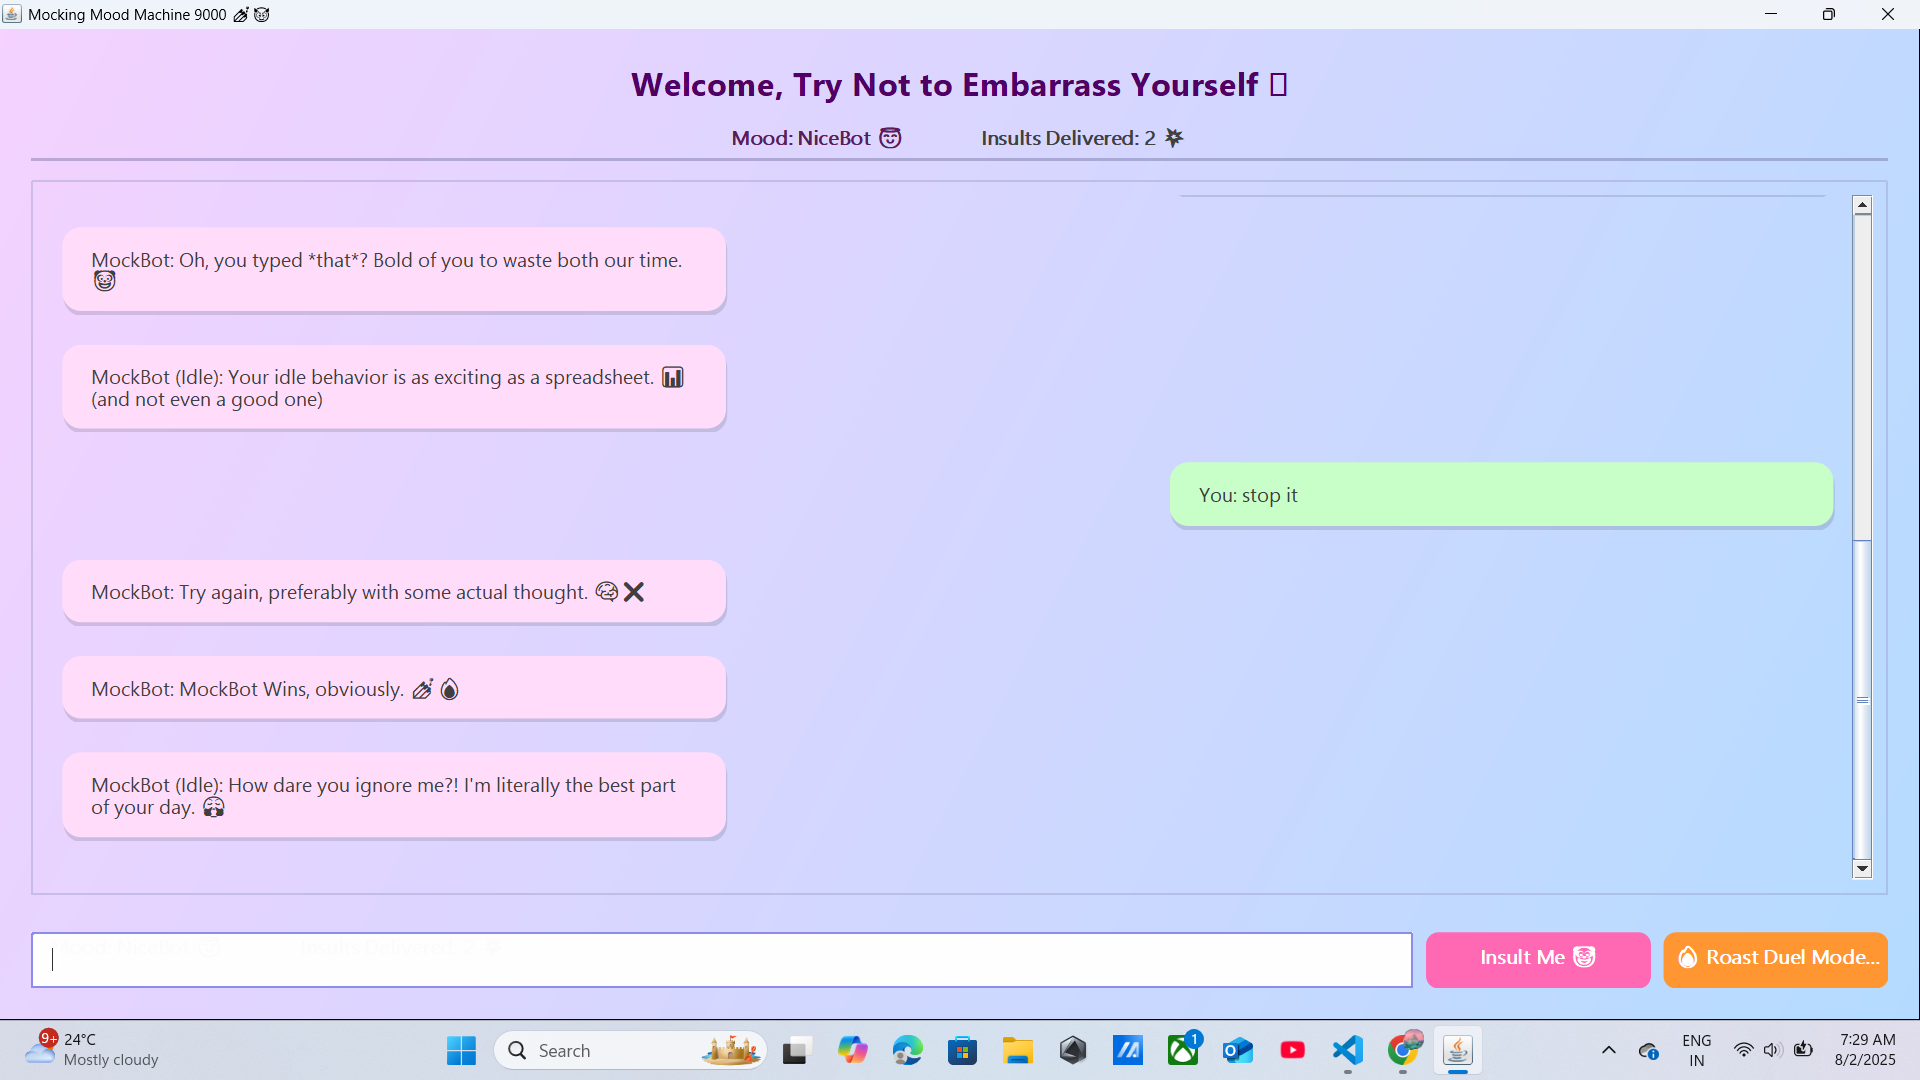 Mocking Mood Machine 9000 💅 😈
Welcome, Try Not to Embarrass Yourself
Mood: NiceBot 😇 Insults Delivered: 2 💥
MockBot: Oh, you typed *that*? Bold of you to waste both our time.
🤡
MockBot (Idle): Your idle behavior is as exciting as a spreadsheet. 📊
(and not even a good one)
You: stop it
MockBot: Try again, preferably with some actual thought. 🧠❌
MockBot: MockBot Wins, obviously. 💅🔥
MockBot (Idle): How dare you ignore me?! I'm literally the best part
of your day. 😤
Mood: NiceBot Insults Delivered: 2
Insult Me 🤡
🔥 Roast Duel Mode...
9+
24°C
Mostly cloudy
Search
1
ENG
IN
7:29 AM
8/2/2025